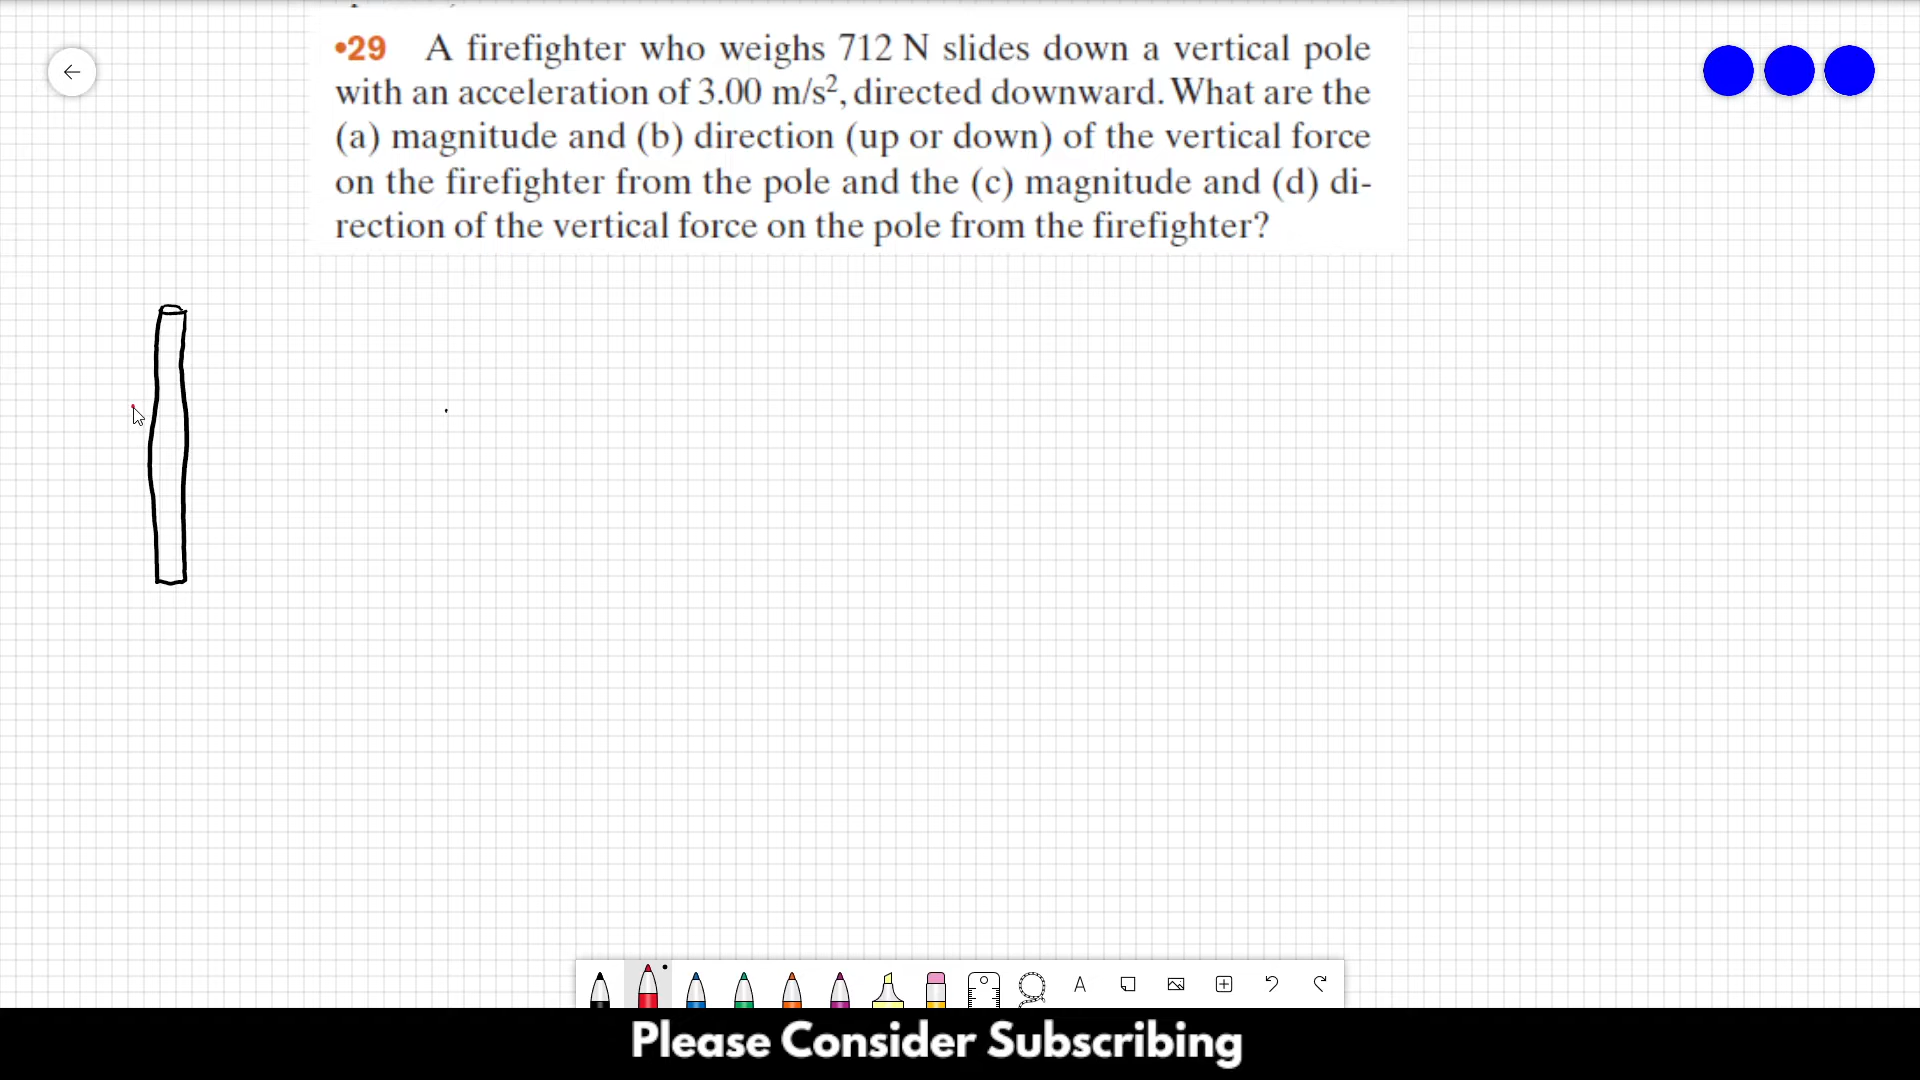 •29 A firefighter who weighs 712 N slides down a vertical pole
with an acceleration of 3.00 m/s², directed downward. What are the
(a) magnitude and (b) direction (up or down) of the vertical force
on the firefighter from the pole and the (c) magnitude and (d) di-
rection of the vertical force on the pole from the firefighter?
A
Please Consider Subscribing